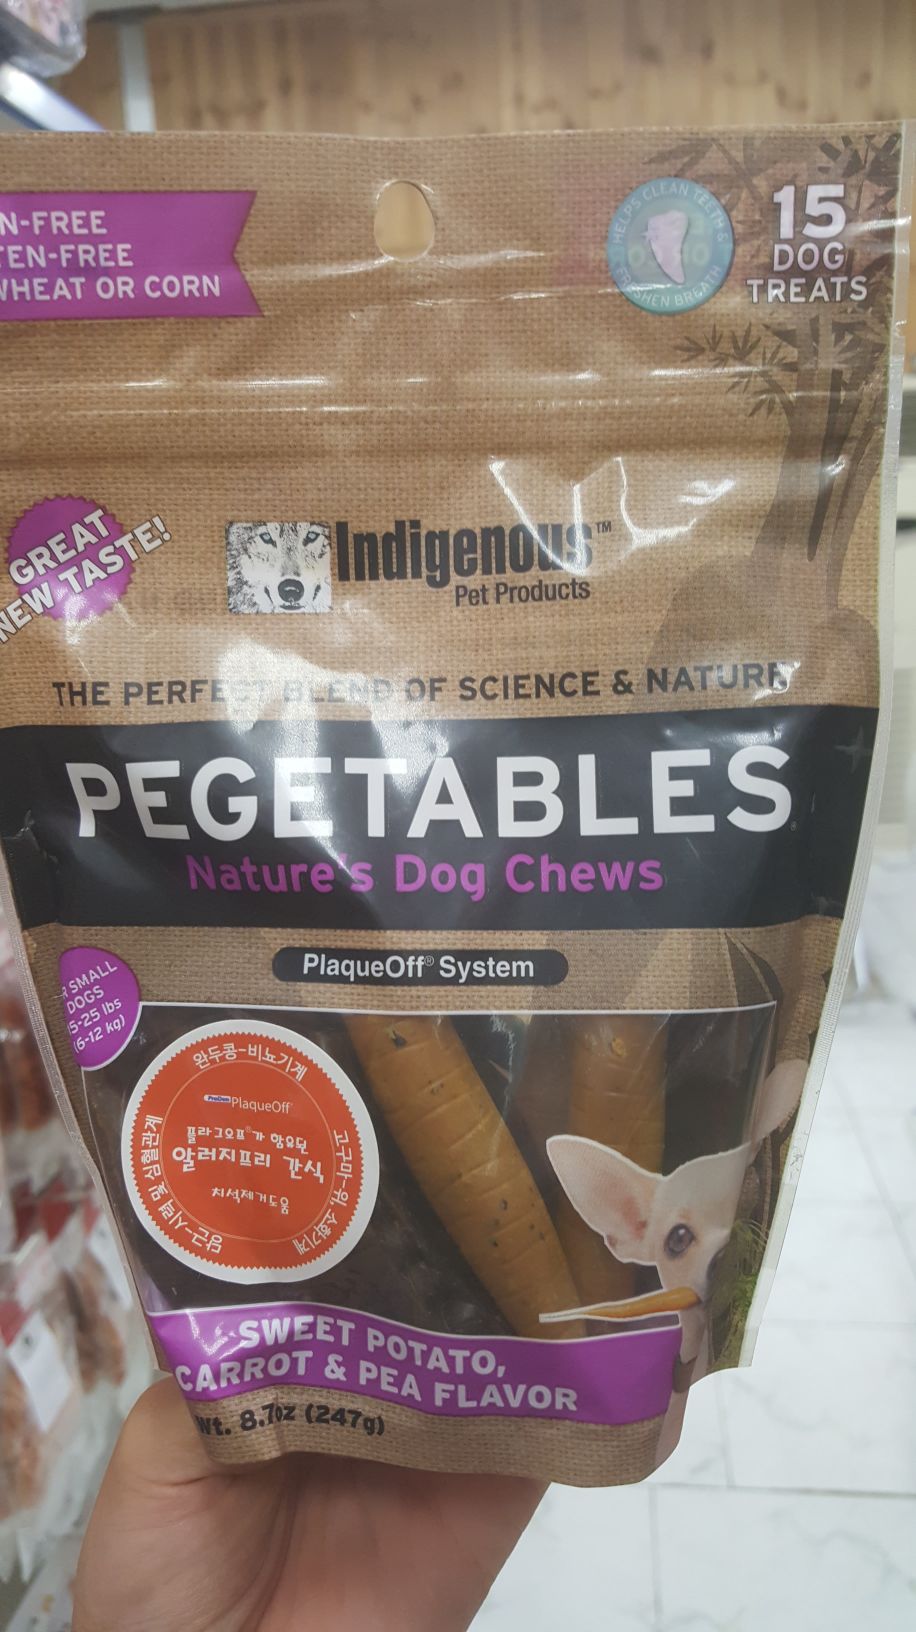 N-FREE
TEN-FREE
WHEAT OR CORN
HELPS CLEAN TEETH &
FRESHEN BREATH
15
DOG
TREATS
GREAT
NEW TASTE!
Indigenous™
Pet Products
THE PERFECT BLEND OF SCIENCE & NATURE
PEGETABLES
Nature's Dog Chews
PlaqueOff® System
R SMALL
DOGS
5-25 lbs
(6-12 kg)
완두콩-비뇨기계
고구마-위 소화기계
당근-시력 및 심혈관계
ProDen PlaqueOff®
플라그오프®가 함유된
알러지프리 간식
치석제거도움
SWEET POTATO,
CARROT & PEA FLAVOR
Wt. 8.7oz (247g)